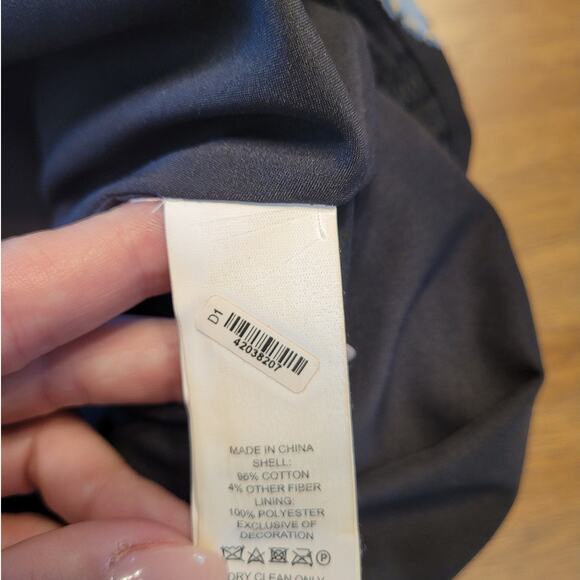 D1
42038207
MADE IN CHINA
SHELL:
96% COTTON
4% OTHER FIBER
LINING:
100% POLYESTER
EXCLUSIVE OF
DECORATION
P
DRY CLEAN ONLY